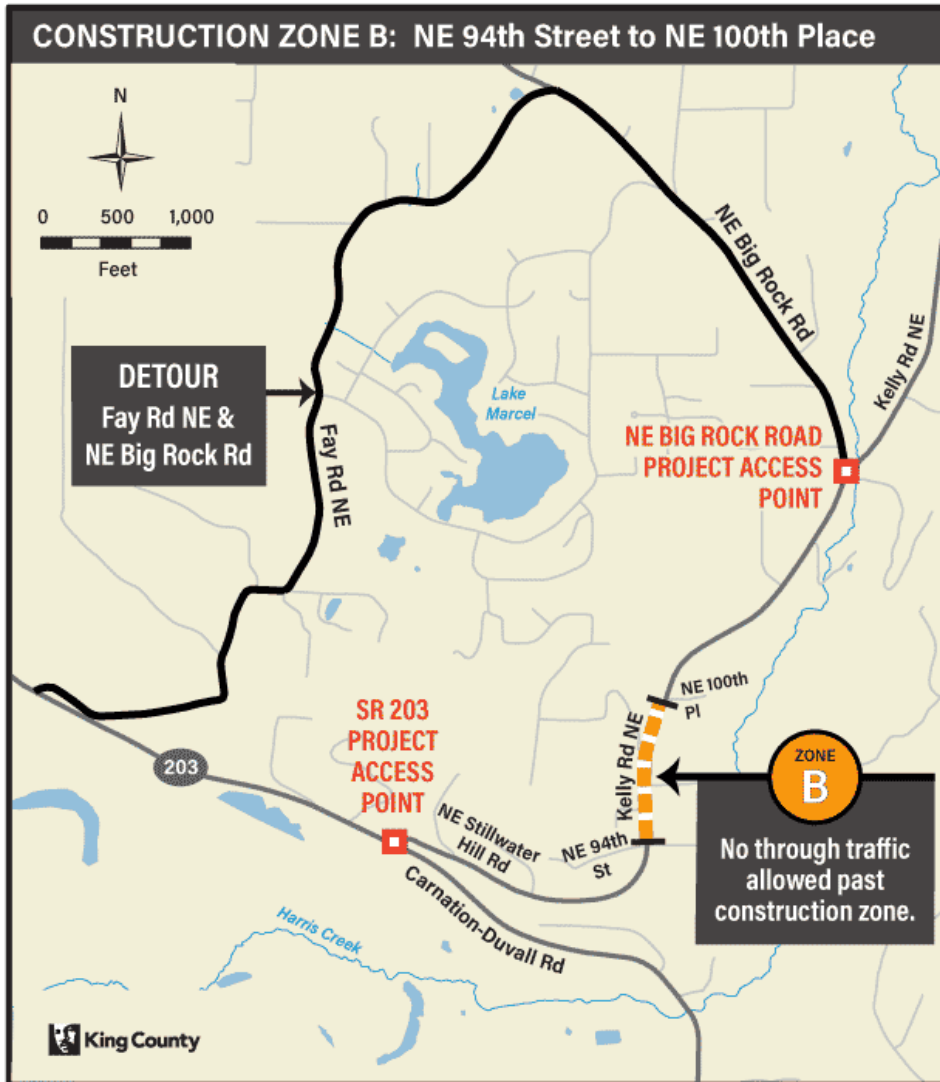 CONSTRUCTION ZONE B: NE 94th Street to NE 100th Place
N
0 500 1,000
Feet
NE Big Rock Rd
Kelly Rd NE
DETOUR
Fay Rd NE &
NE Big Rock Rd
Lake
Marcel
Fay Rd NE
NE BIG ROCK ROAD
PROJECT ACCESS
POINT
NE 100th
Pl
SR 203
PROJECT
ACCESS
POINT
203
Kelly Rd NE
ZONE
B
No through traffic
allowed past
construction zone.
NE Stillwater
Hill Rd
NE 94th
St
Carnation-Duvall Rd
Harris Creek
King County